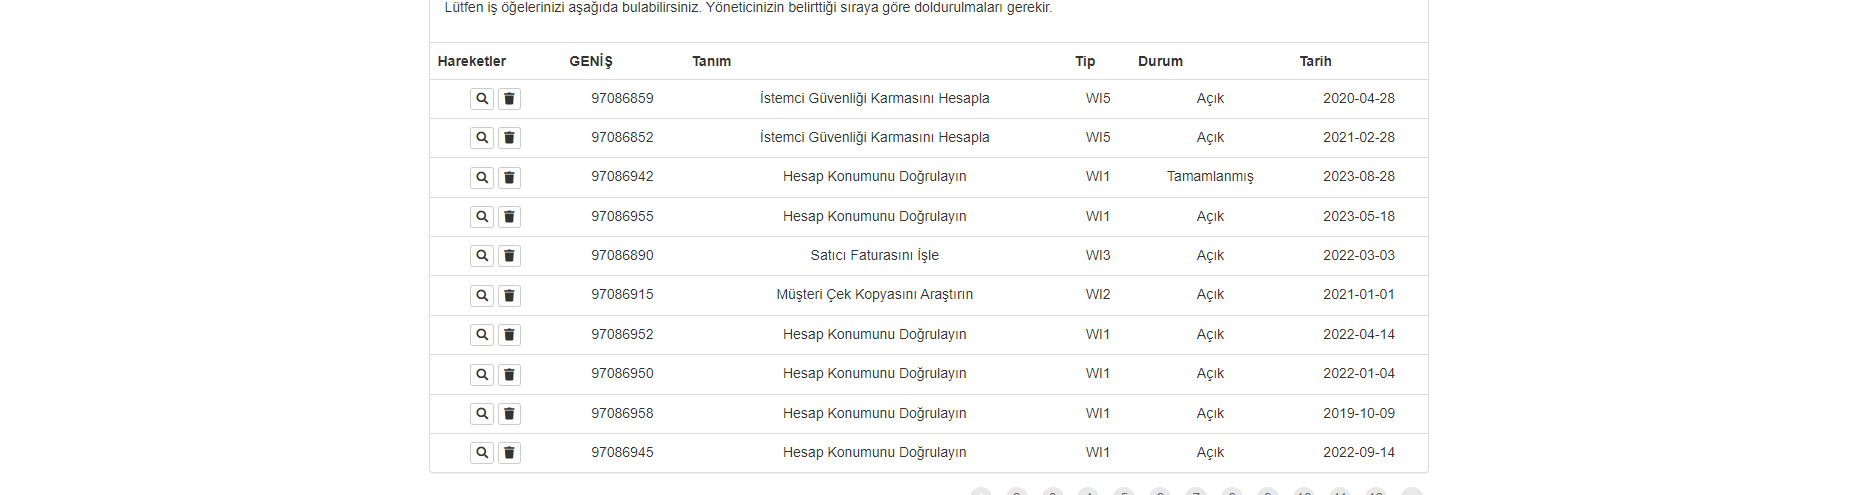 Lütfen iş öğelerinizi aşağıda bulabilirsiniz. Yöneticinizin belirttiği sıraya göre doldurulmaları gerekir.
Hareketler GENİŞ Tanım Tip Durum Tarih
97086859 İstemci Güvenliği Karmasını Hesapla WI5 Açık 2020-04-28
97086852 İstemci Güvenliği Karmasını Hesapla WI5 Açık 2021-02-28
97086942 Hesap Konumunu Doğrulayın WI1 Tamamlanmış 2023-08-28
97086955 Hesap Konumunu Doğrulayın WI1 Açık 2023-05-18
97086890 Satıcı Faturasını İşle WI3 Açık 2022-03-03
97086915 Müşteri Çek Kopyasını Araştırın WI2 Açık 2021-01-01
97086952 Hesap Konumunu Doğrulayın WI1 Açık 2022-04-14
97086950 Hesap Konumunu Doğrulayın WI1 Açık 2022-01-04
97086958 Hesap Konumunu Doğrulayın WI1 Açık 2019-10-09
97086945 Hesap Konumunu Doğrulayın WI1 Açık 2022-09-14